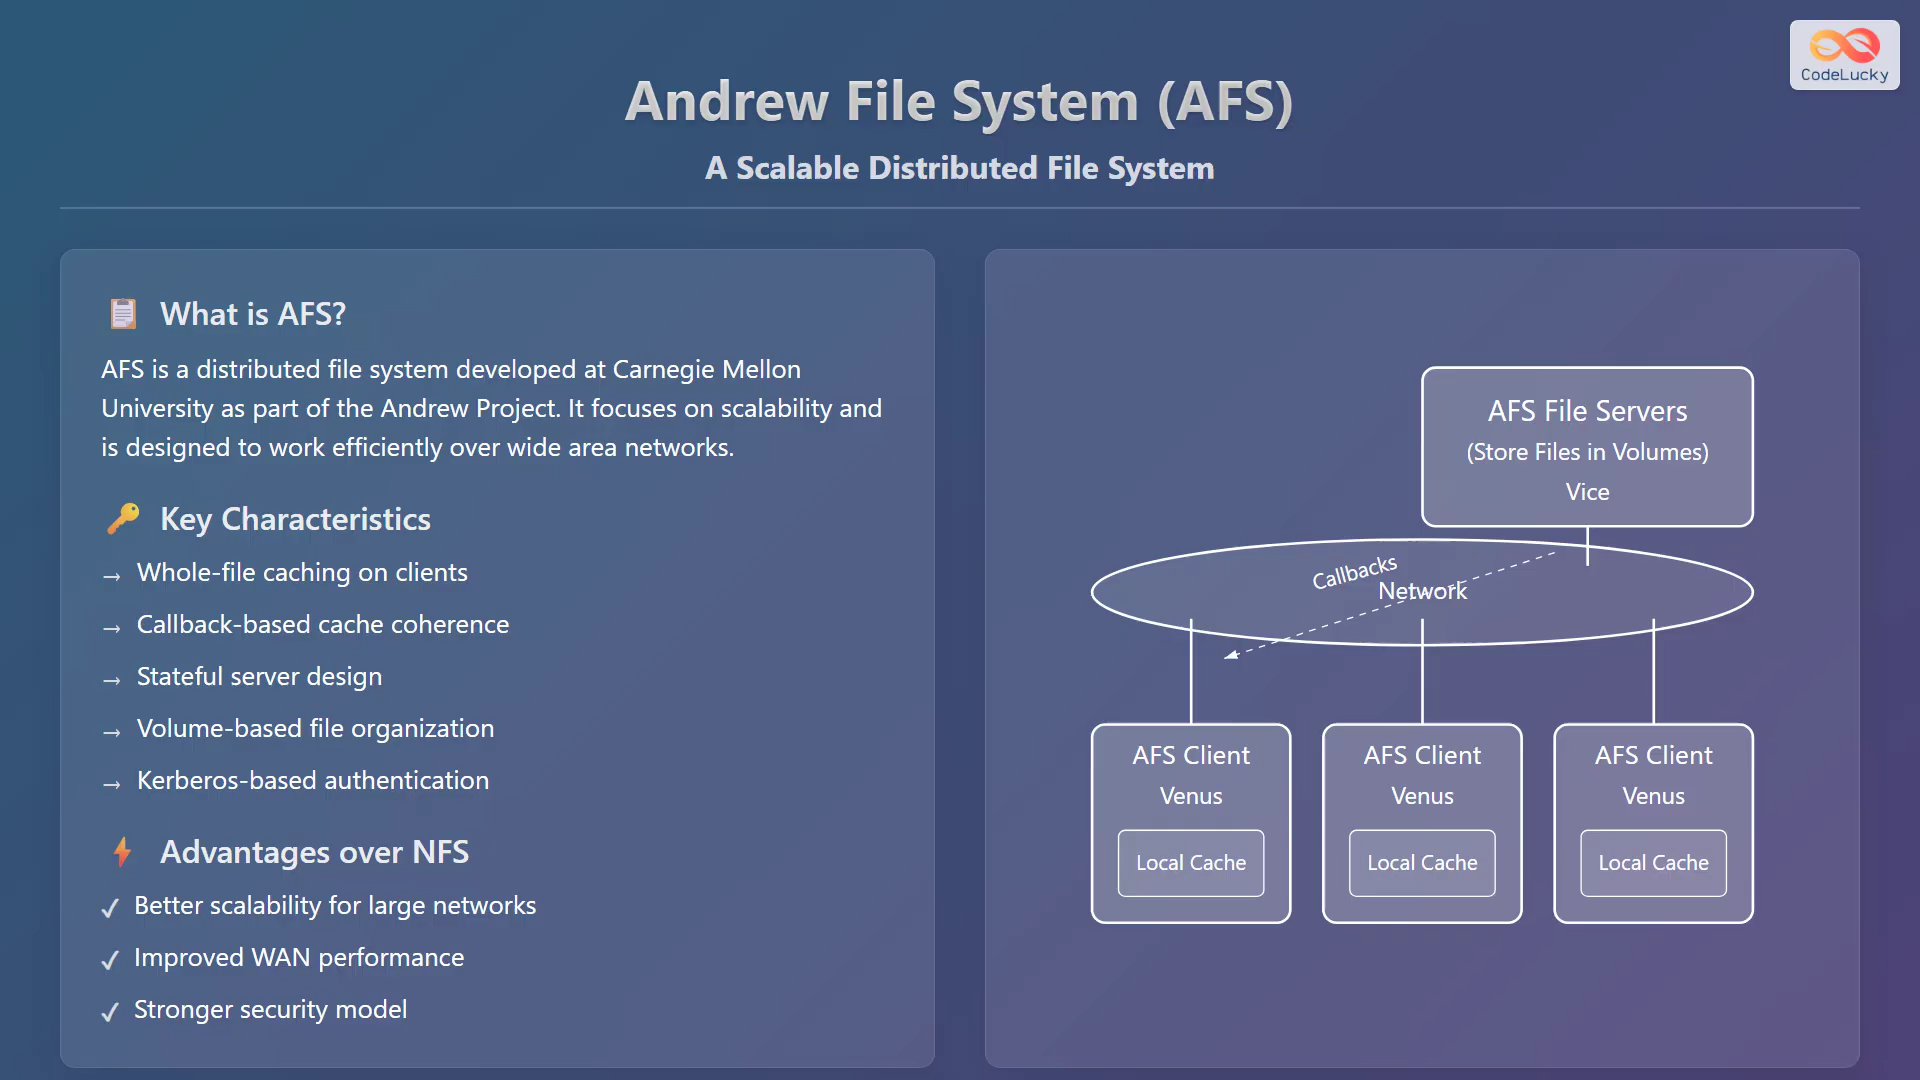 CodeLucky
Andrew File System (AFS)
A Scalable Distributed File System
What is AFS?
AFS is a distributed file system developed at Carnegie Mellon
University as part of the Andrew Project. It focuses on scalability and
is designed to work efficiently over wide area networks.
Key Characteristics
→ Whole-file caching on clients
→ Callback-based cache coherence
→ Stateful server design
→ Volume-based file organization
→ Kerberos-based authentication
Advantages over NFS
✓ Better scalability for large networks
✓ Improved WAN performance
✓ Stronger security model
AFS File Servers
(Store Files in Volumes)
Vice
Callbacks
Network
AFS Client
Venus
Local Cache
AFS Client
Venus
Local Cache
AFS Client
Venus
Local Cache